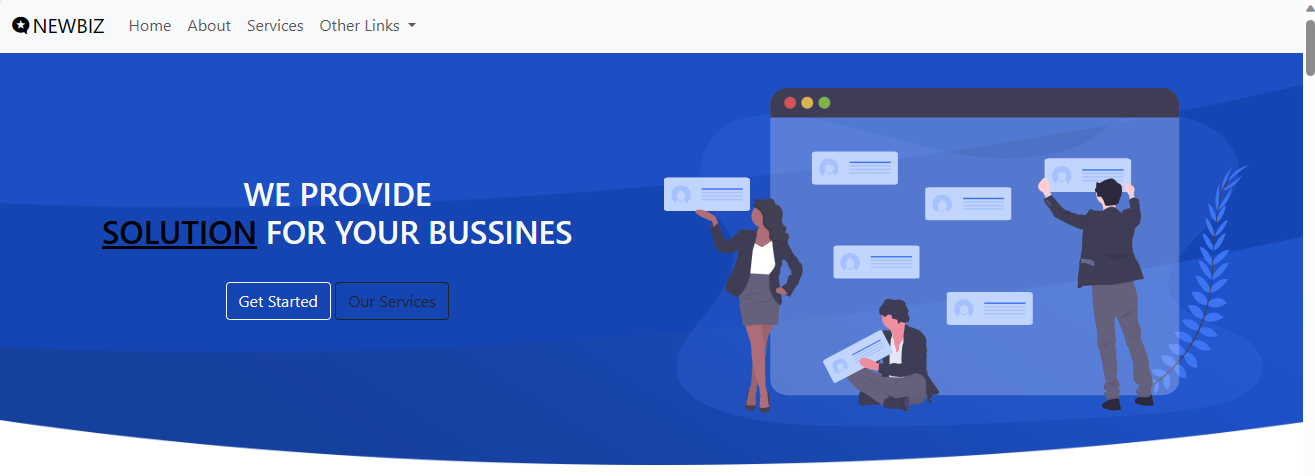 NEWBIZ Home About Services Other Links
WE PROVIDE
SOLUTION FOR YOUR BUSSINES
Get Started Our Services